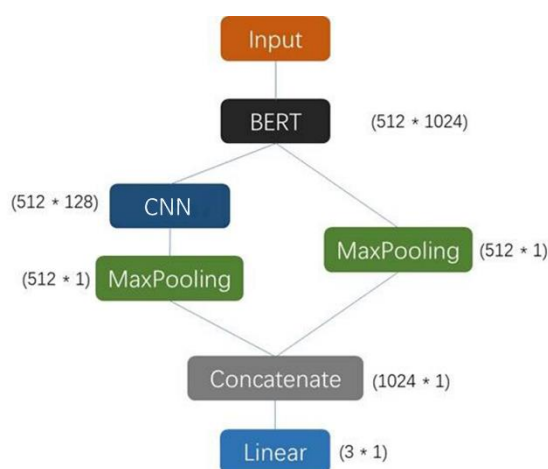 Input
BERT (512 * 1024)
(512 * 128) CNN
MaxPooling (512 * 1)
(512 * 1) MaxPooling
Concatenate (1024 * 1)
Linear (3 * 1)